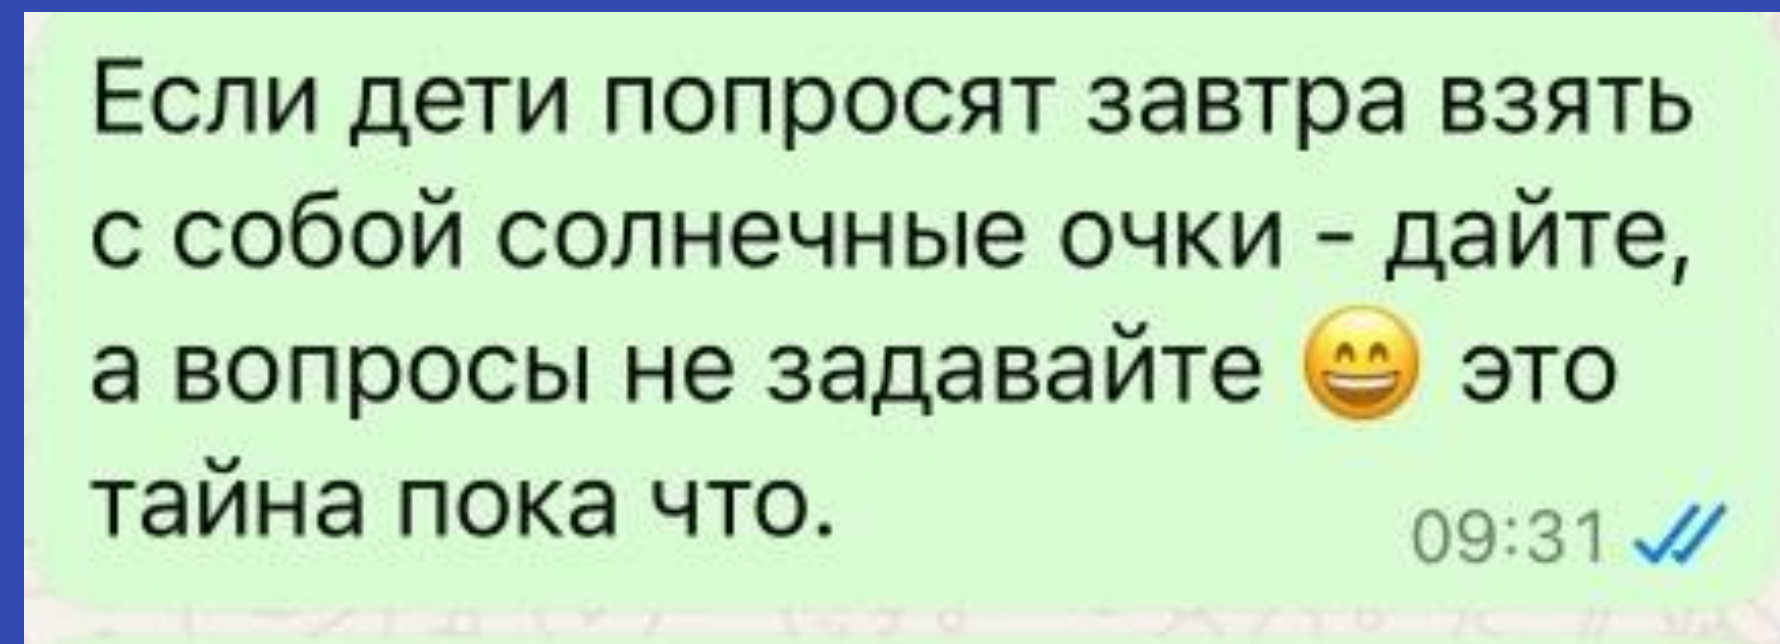 Если дети попросят завтра взять
с собой солнечные очки - дайте,
а вопросы не задавайте 😄 это
тайна пока что.
09:31